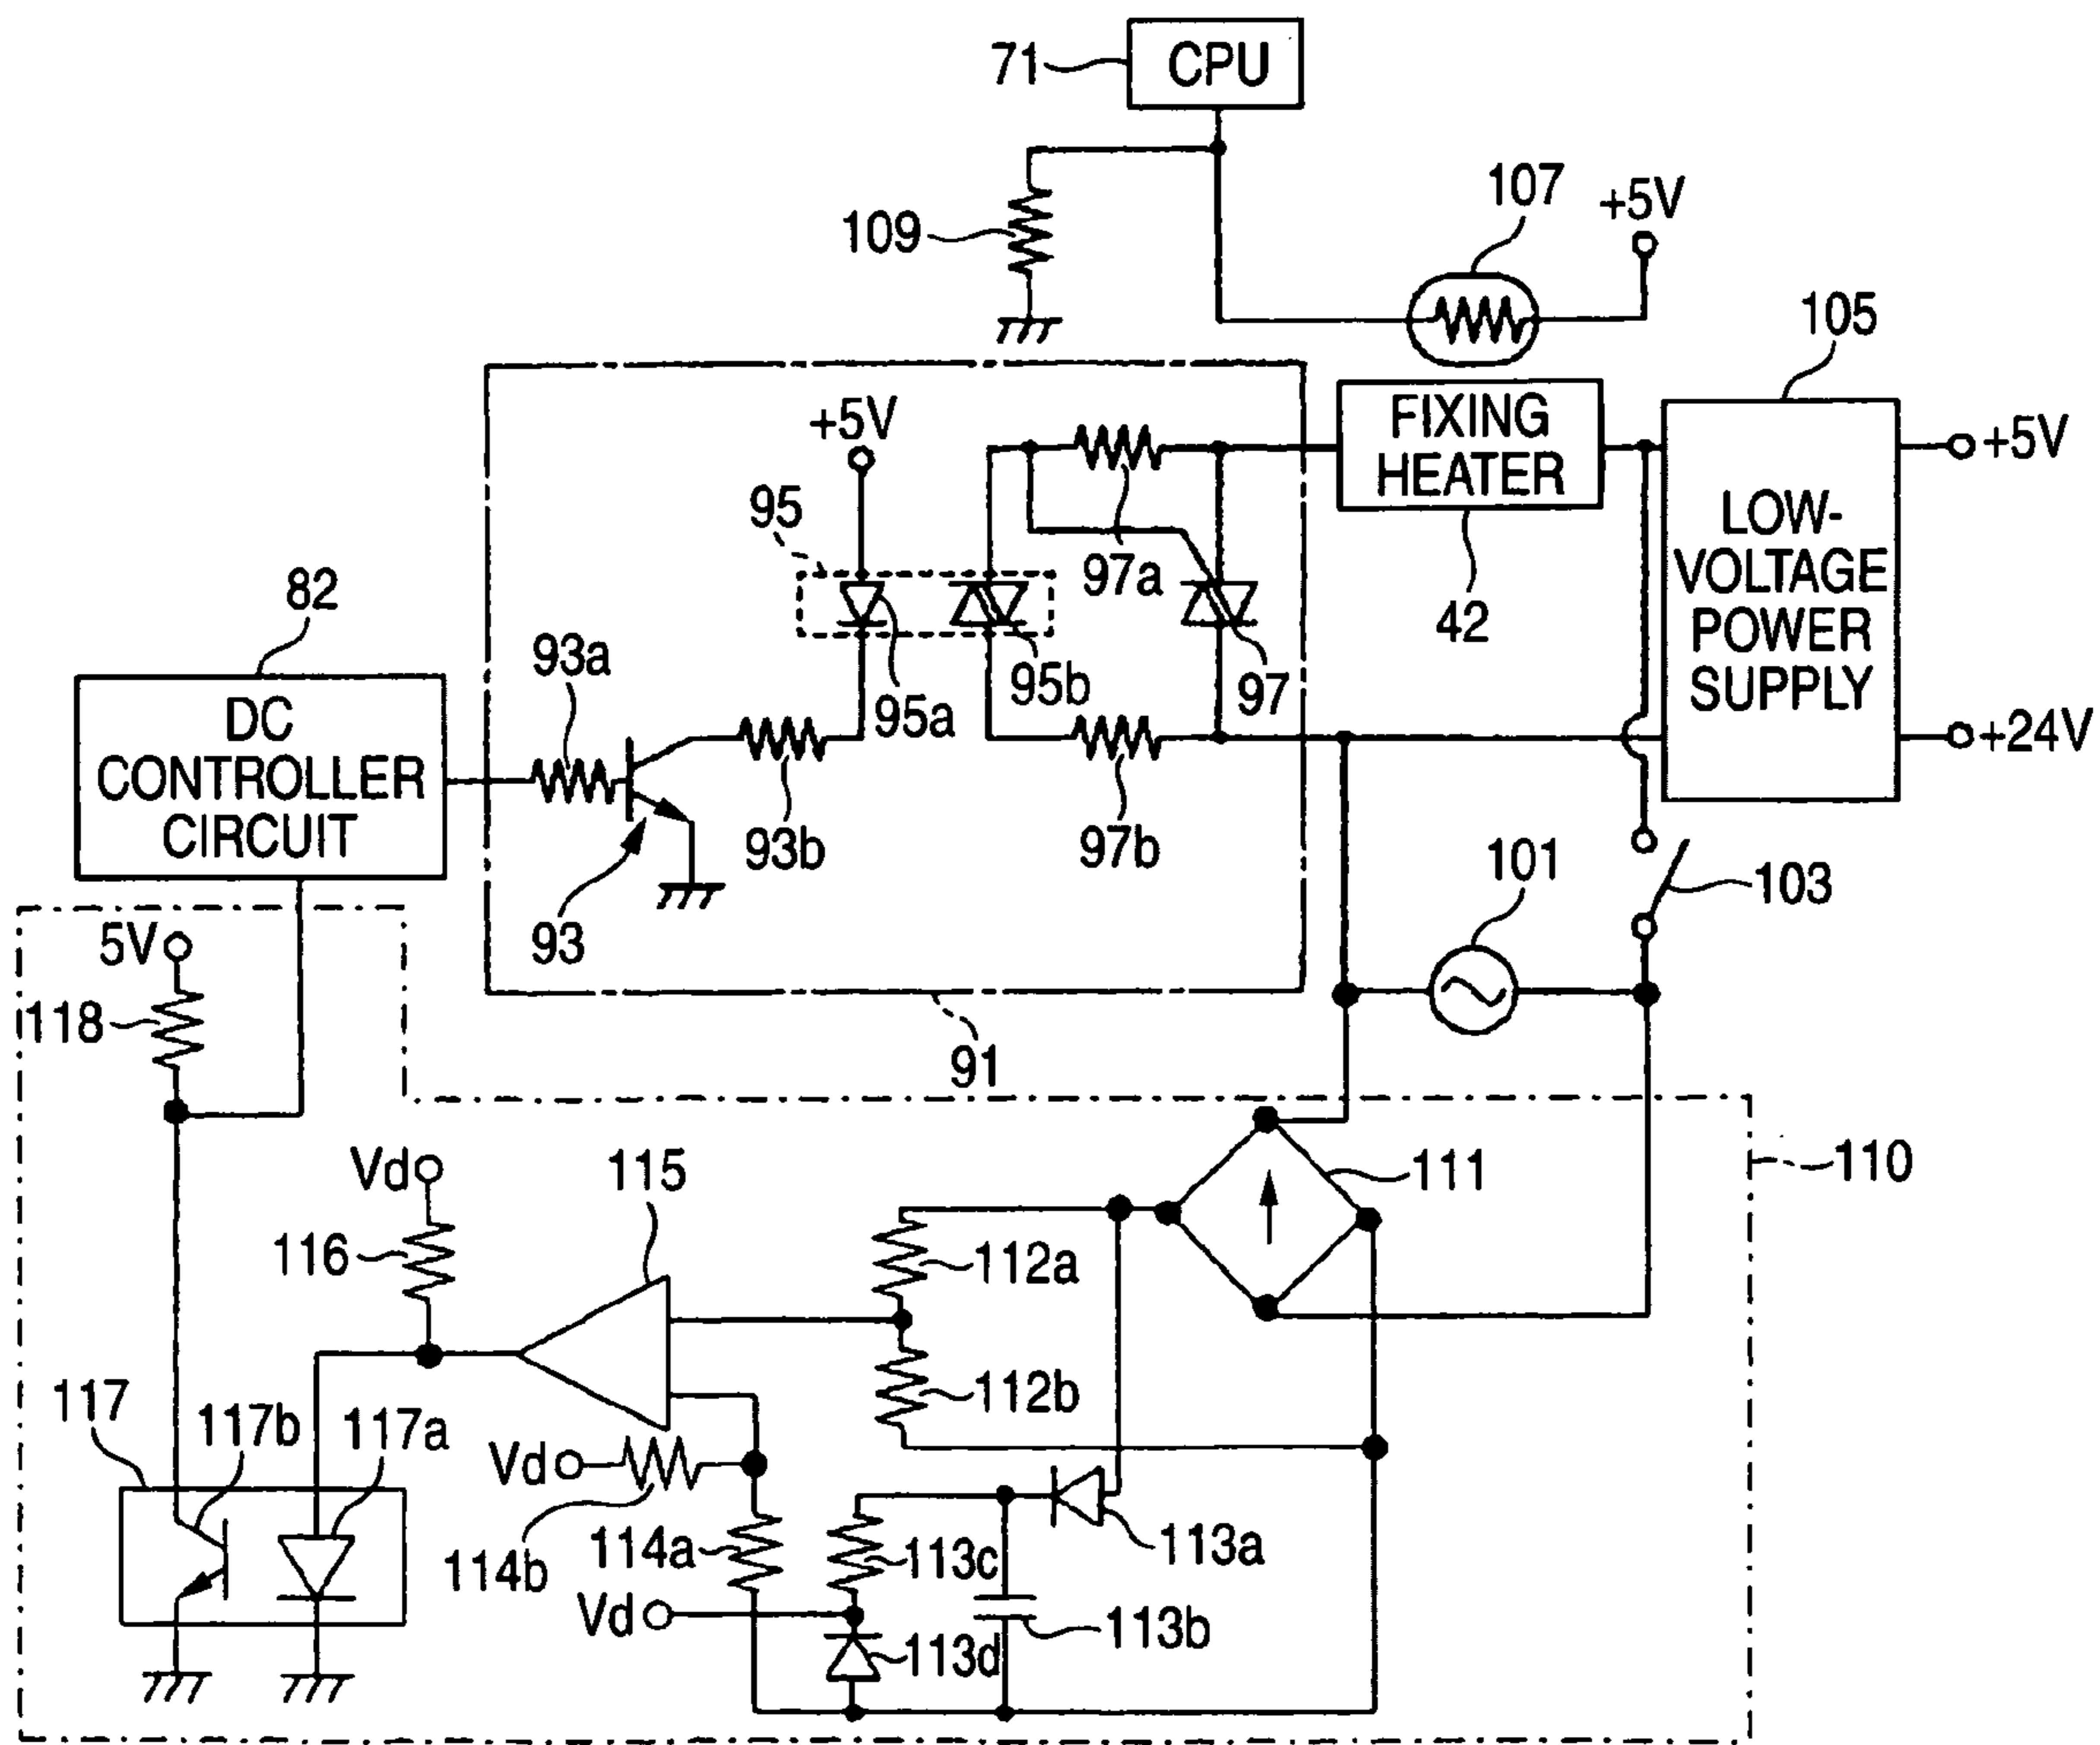 71
CPU
107
+5V
109
105
+5V
FIXING
HEATER
+5V
95
LOW-
VOLTAGE
POWER
SUPPLY
97a
82
42
93a
95b
97
95a
DC
CONTROLLER
CIRCUIT
+24V
93b
97b
101
103
93
5V
118
91
Vd
115
111
110
116
112a
112b
117
117b
117a
Vd
114b
114a
113c
113a
Vd
113d
113b